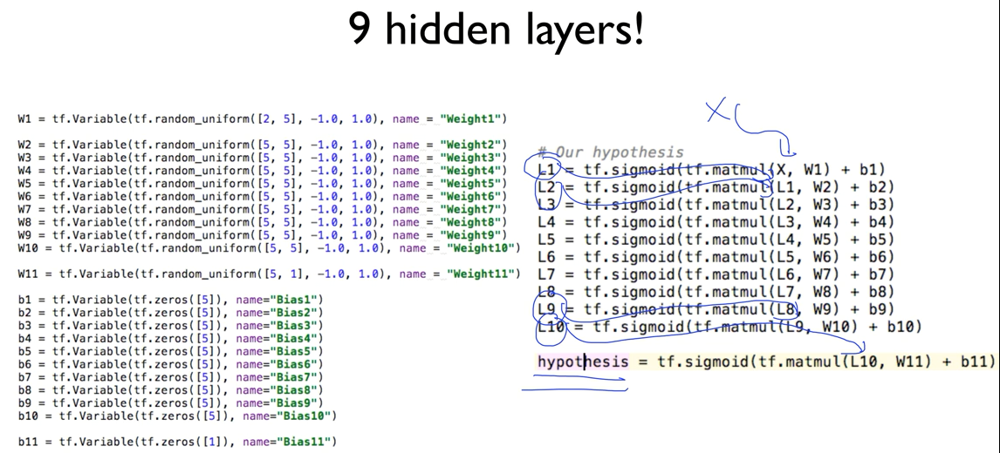 9 hidden layers!
W1 = tf.Variable(tf.random_uniform([2, 5], -1.0, 1.0), name = "Weight1")
W2 = tf.Variable(tf.random_uniform([5, 5], -1.0, 1.0), name = "Weight2")
W3 = tf.Variable(tf.random_uniform([5, 5], -1.0, 1.0), name = "Weight3")
W4 = tf.Variable(tf.random_uniform([5, 5], -1.0, 1.0), name = "Weight4")
W5 = tf.Variable(tf.random_uniform([5, 5], -1.0, 1.0), name = "Weight5")
W6 = tf.Variable(tf.random_uniform([5, 5], -1.0, 1.0), name = "Weight6")
W7 = tf.Variable(tf.random_uniform([5, 5], -1.0, 1.0), name = "Weight7")
W8 = tf.Variable(tf.random_uniform([5, 5], -1.0, 1.0), name = "Weight8")
W9 = tf.Variable(tf.random_uniform([5, 5], -1.0, 1.0), name = "Weight9")
W10 = tf.Variable(tf.random_uniform([5, 5], -1.0, 1.0), name = "Weight10")
W11 = tf.Variable(tf.random_uniform([5, 1], -1.0, 1.0), name = "Weight11")
b1 = tf.Variable(tf.zeros([5]), name="Bias1")
b2 = tf.Variable(tf.zeros([5]), name="Bias2")
b3 = tf.Variable(tf.zeros([5]), name="Bias3")
b4 = tf.Variable(tf.zeros([5]), name="Bias4")
b5 = tf.Variable(tf.zeros([5]), name="Bias5")
b6 = tf.Variable(tf.zeros([5]), name="Bias6")
b7 = tf.Variable(tf.zeros([5]), name="Bias7")
b8 = tf.Variable(tf.zeros([5]), name="Bias8")
b9 = tf.Variable(tf.zeros([5]), name="Bias9")
b10 = tf.Variable(tf.zeros([5]), name="Bias10")
b11 = tf.Variable(tf.zeros([1]), name="Bias11")
X
# Our hypothesis
L1 = tf.sigmoid(tf.matmul(X, W1) + b1)
L2 = tf.sigmoid(tf.matmul(L1, W2) + b2)
L3 = tf.sigmoid(tf.matmul(L2, W3) + b3)
L4 = tf.sigmoid(tf.matmul(L3, W4) + b4)
L5 = tf.sigmoid(tf.matmul(L4, W5) + b5)
L6 = tf.sigmoid(tf.matmul(L5, W6) + b6)
L7 = tf.sigmoid(tf.matmul(L6, W7) + b7)
L8 = tf.sigmoid(tf.matmul(L7, W8) + b8)
L9 = tf.sigmoid(tf.matmul(L8, W9) + b9)
L10 = tf.sigmoid(tf.matmul(L9, W10) + b10)
hypothesis = tf.sigmoid(tf.matmul(L10, W11) + b11)